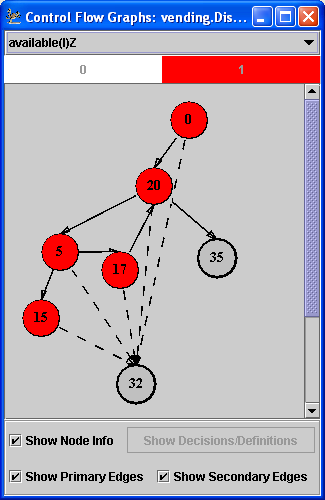 Control Flow Graphs: vending.Dis...
available(I)Z
0 1
0
20
5
17
35
15
32
Show Node Info Show Decisions/Definitions
Show Primary Edges Show Secondary Edges